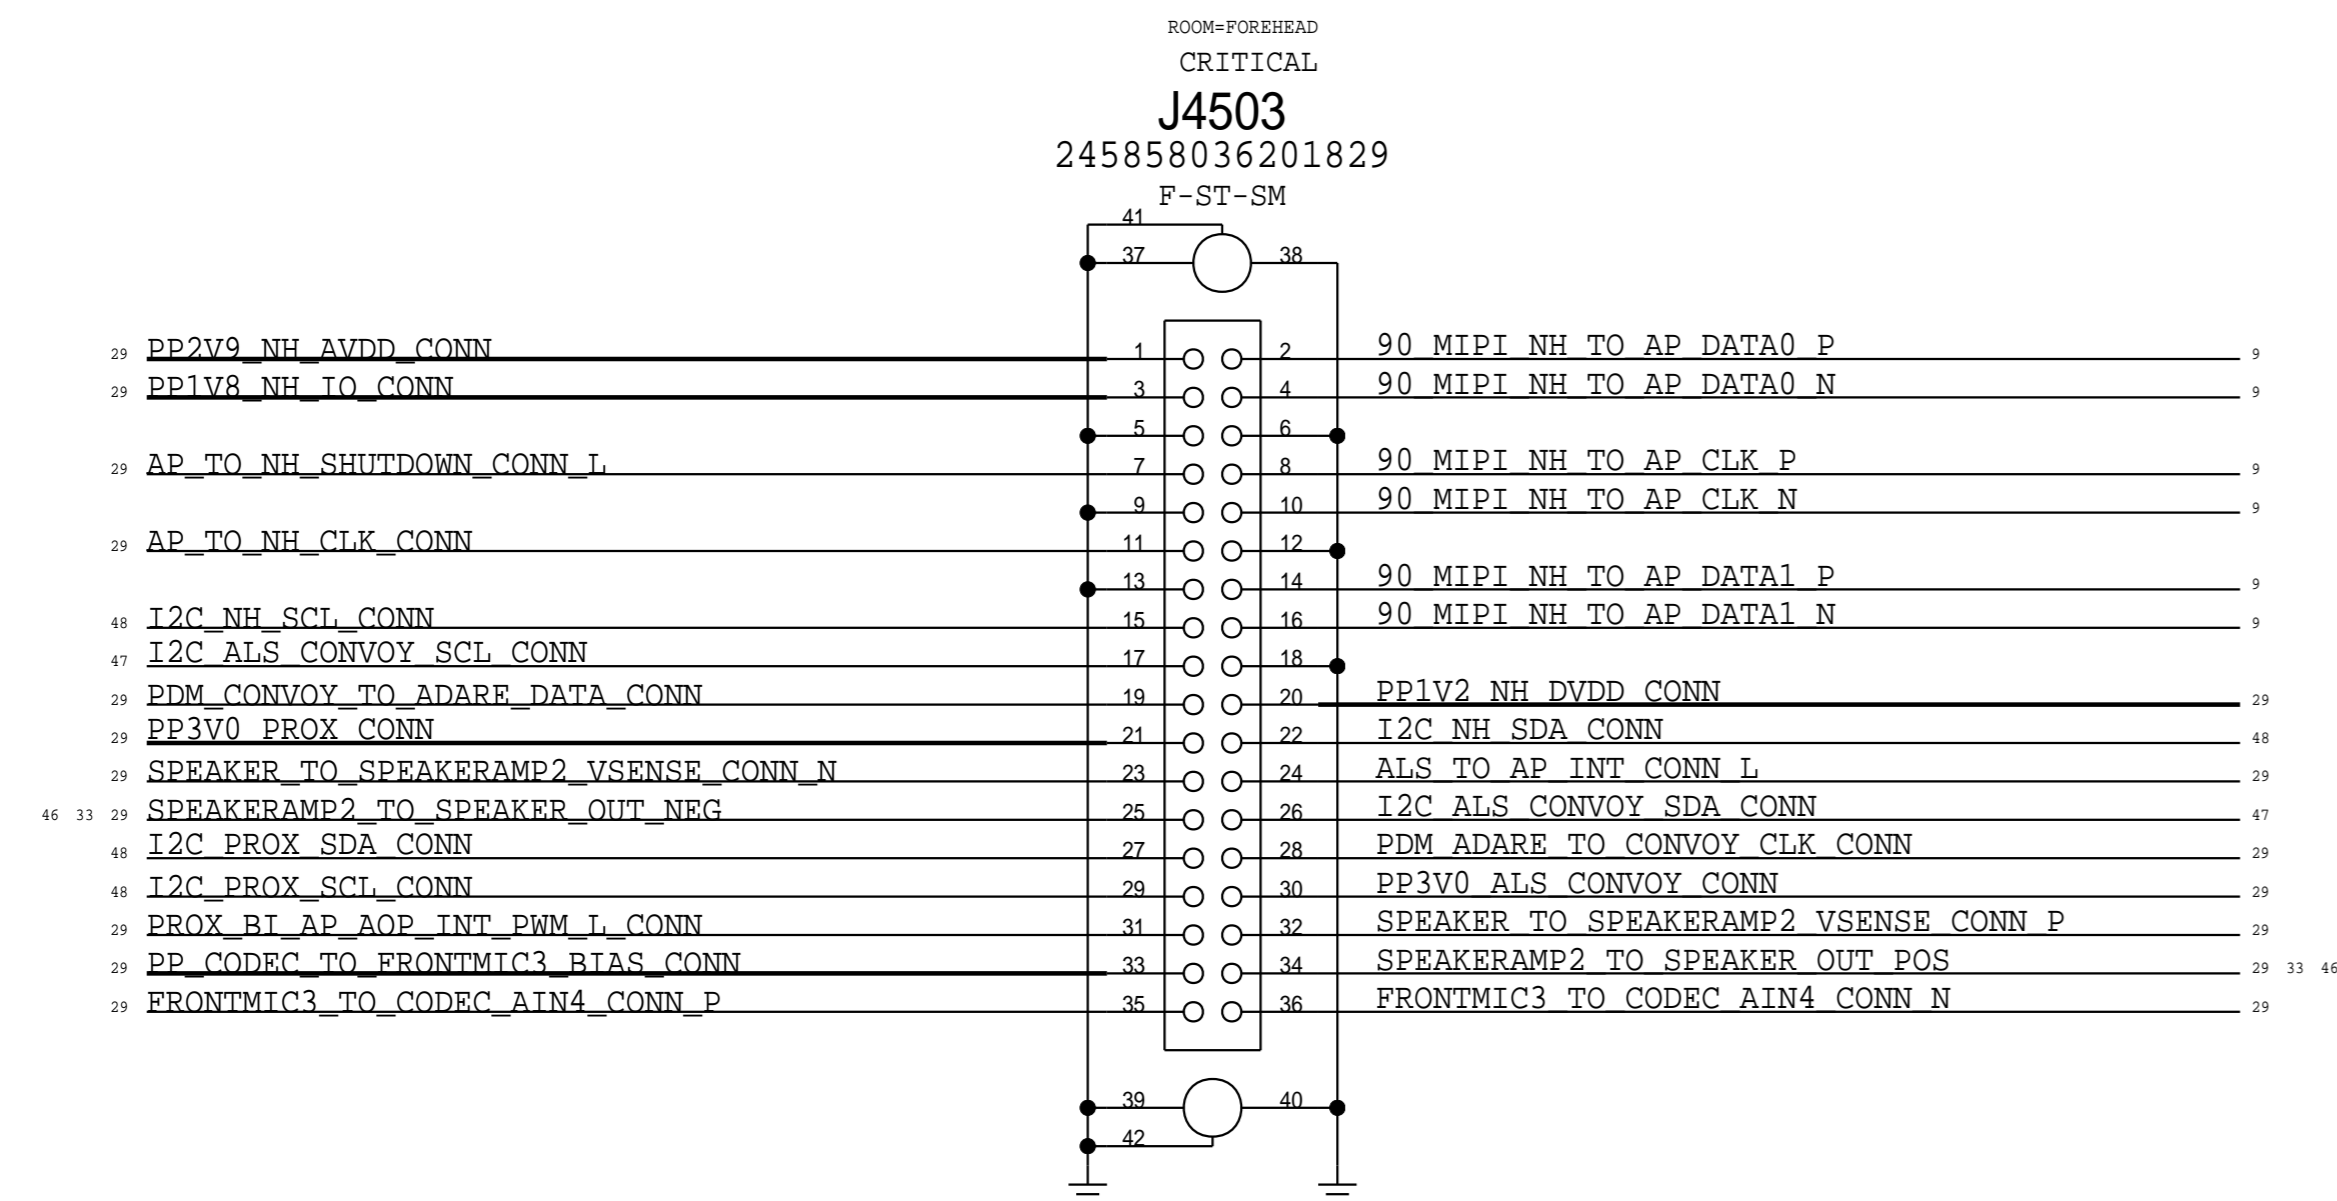 ROOM=FOREHEAD
CRITICAL
J4503
245858036201829
F-ST-SM
41
37 38
29 PP2V9_NH_AVDD_CONN 1 2 90_MIPI_NH_TO_AP_DATA0_P 9
29 PP1V8_NH_IO_CONN 3 4 90_MIPI_NH_TO_AP_DATA0_N 9
5 6
29 AP_TO_NH_SHUTDOWN_CONN_L 7 8 90_MIPI_NH_TO_AP_CLK_P 9
9 10 90_MIPI_NH_TO_AP_CLK_N 9
29 AP_TO_NH_CLK_CONN 11 12
13 14 90_MIPI_NH_TO_AP_DATA1_P 9
48 I2C_NH_SCL_CONN 15 16 90_MIPI_NH_TO_AP_DATA1_N 9
47 I2C_ALS_CONVOY_SCL_CONN 17 18
29 PDM_CONVOY_TO_ADARE_DATA_CONN 19 20 PP1V2_NH_DVDD_CONN 29
29 PP3V0_PROX_CONN 21 22 I2C_NH_SDA_CONN 48
29 SPEAKER_TO_SPEAKERAMP2_VSENSE_CONN_N 23 24 ALS_TO_AP_INT_CONN_L 29
46 33 29 SPEAKERAMP2_TO_SPEAKER_OUT_NEG 25 26 I2C_ALS_CONVOY_SDA_CONN 47
48 I2C_PROX_SDA_CONN 27 28 PDM_ADARE_TO_CONVOY_CLK_CONN 29
48 I2C_PROX_SCL_CONN 29 30 PP3V0_ALS_CONVOY_CONN 29
29 PROX_BI_AP_AOP_INT_PWM_L_CONN 31 32 SPEAKER_TO_SPEAKERAMP2_VSENSE_CONN_P 29
29 PP_CODEC_TO_FRONTMIC3_BIAS_CONN 33 34 SPEAKERAMP2_TO_SPEAKER_OUT_POS 29 33 46
29 FRONTMIC3_TO_CODEC_AIN4_CONN_P 35 36 FRONTMIC3_TO_CODEC_AIN4_CONN_N 29
39 40
42